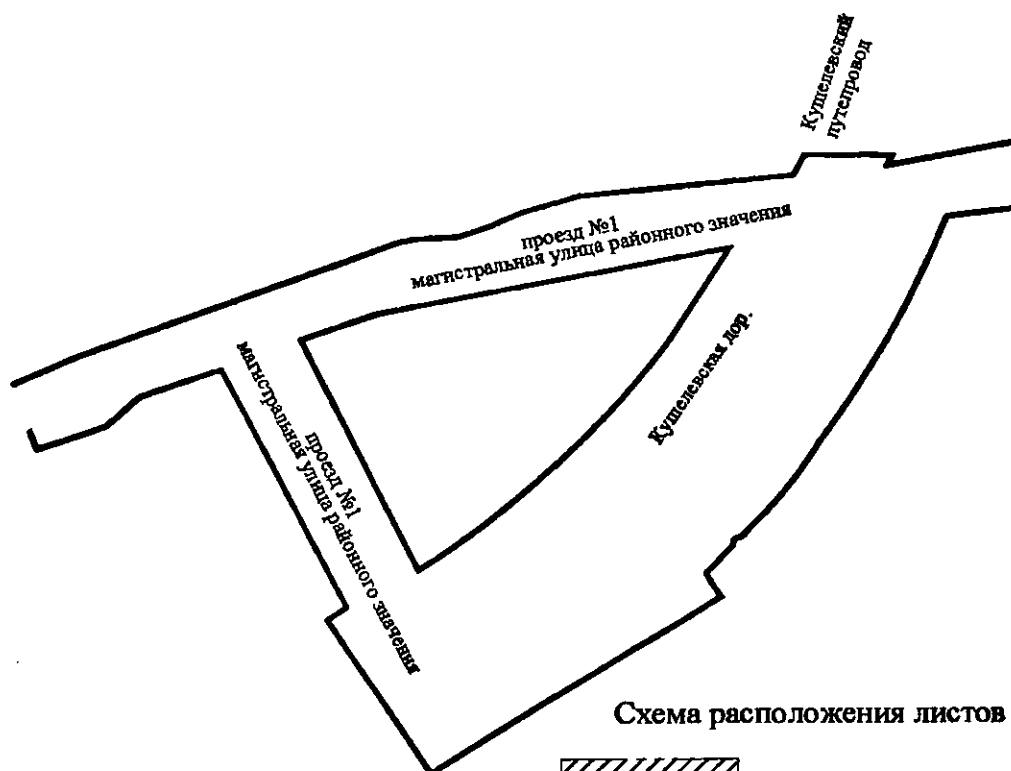 Кушелевский
путепровод
проезд №1
магистральная улица районного значения
Кушелевская дор.
проезд №1
магистральная улица районного значения
Схема расположения листов